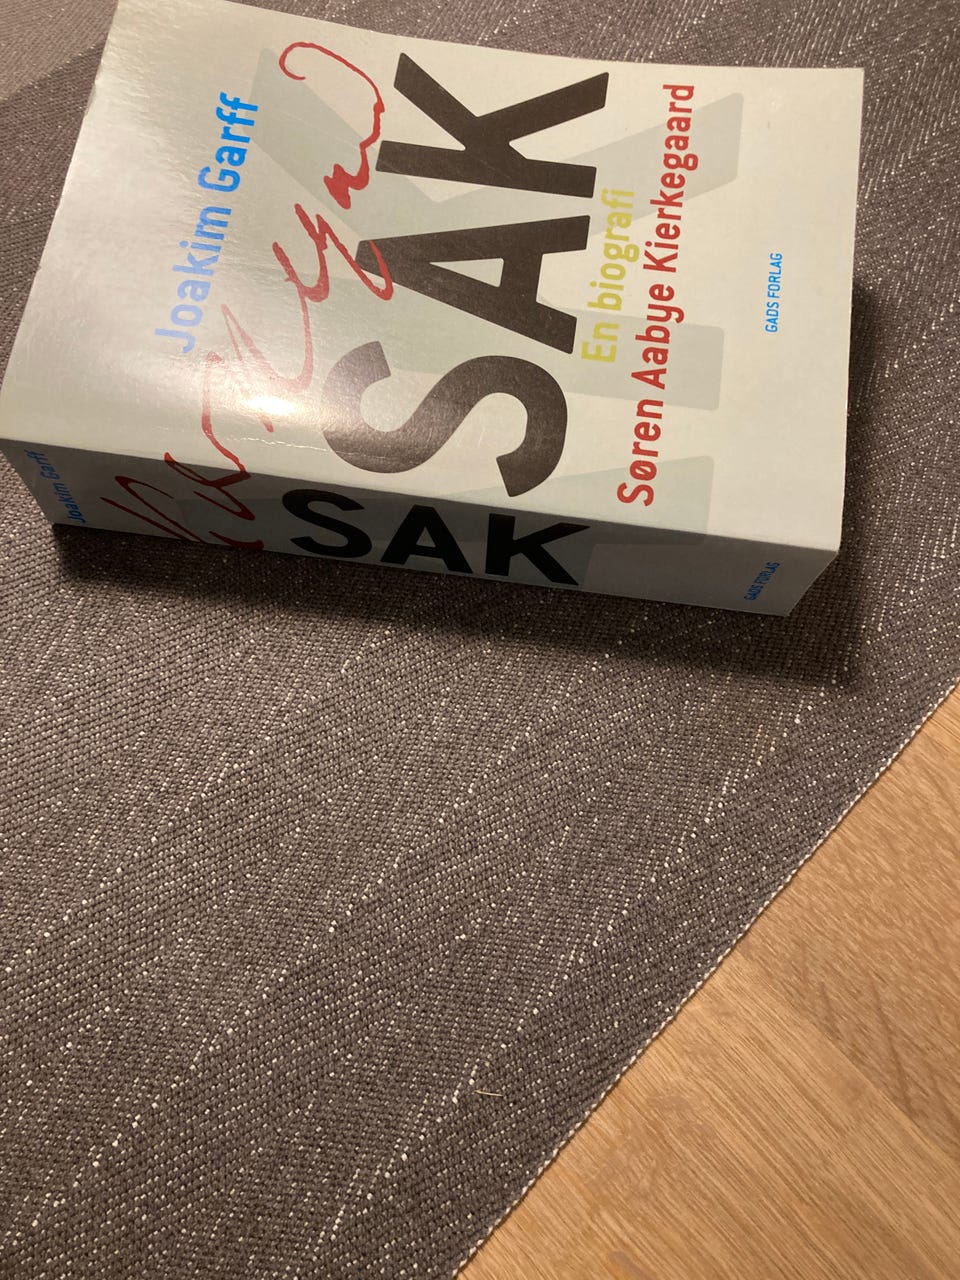 Joakim Garff
SAK
En biografi
Søren Aabye Kierkegaard
GADS FORLAG
Joakim Garff
SAK
GADS FORLAG